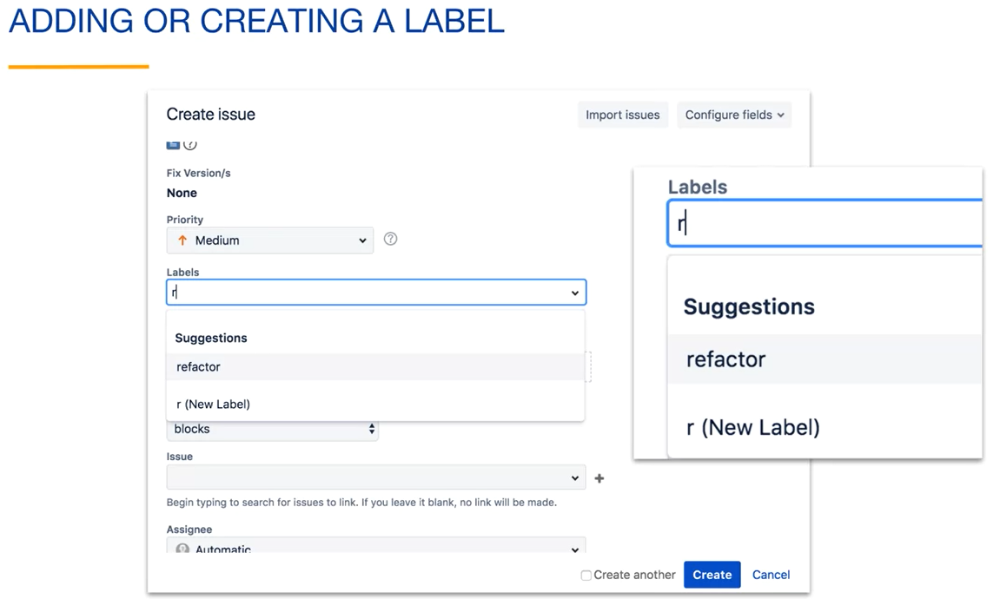 ADDING OR CREATING A LABEL
Create issue
Import issues
Configure fields
Fix Version/s
None
Priority
Medium
Labels
r
Suggestions
refactor
r (New Label)
blocks
Issue
Begin typing to search for issues to link. If you leave it blank, no link will be made.
Assignee
Automatic
Create another
Create
Cancel
Labels
r
Suggestions
refactor
r (New Label)